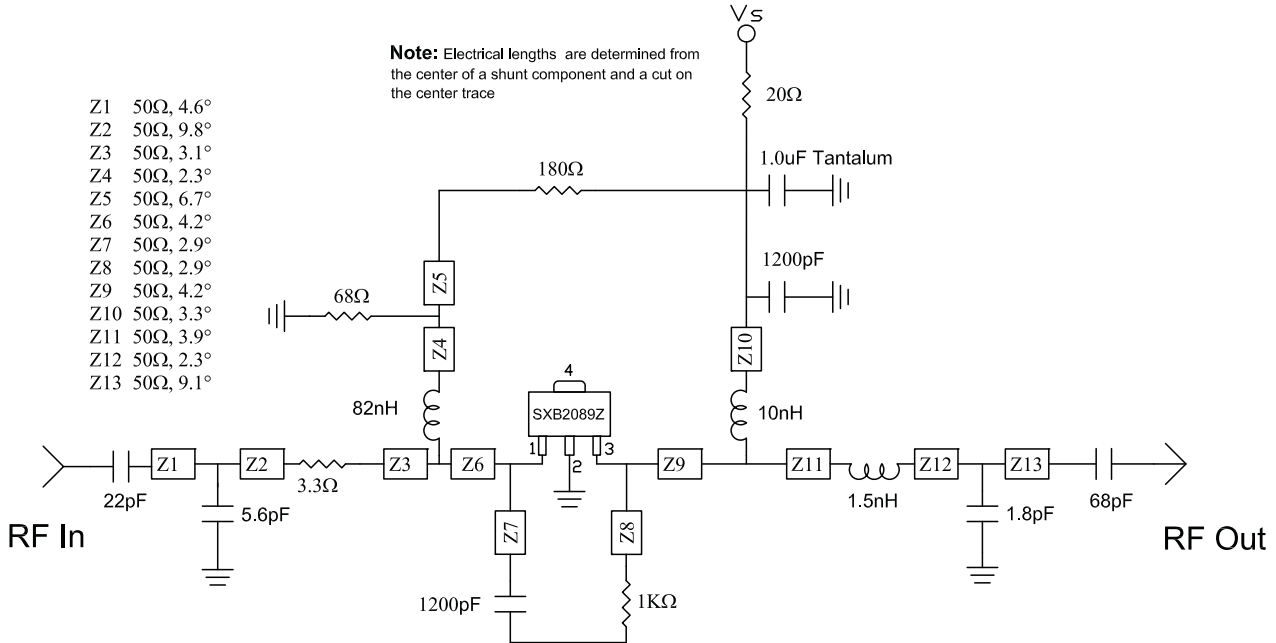 Vs
Note: Electrical lengths are determined from
the center of a shunt component and a cut on
the center trace
20Ω
Z1 50Ω, 4.6°
Z2 50Ω, 9.8°
Z3 50Ω, 3.1°
Z4 50Ω, 2.3°
Z5 50Ω, 6.7°
Z6 50Ω, 4.2°
Z7 50Ω, 2.9°
Z8 50Ω, 2.9°
Z9 50Ω, 4.2°
Z10 50Ω, 3.3°
Z11 50Ω, 3.9°
Z12 50Ω, 2.3°
Z13 50Ω, 9.1°
180Ω
1.0uF Tantalum
1200pF
Z5
68Ω
Z4
Z10
4
82nH
SXB2089Z
10nH
1
2
3
Z1
Z2
Z3
Z6
Z9
Z11
Z12
Z13
22pF
3.3Ω
1.5nH
68pF
5.6pF
1.8pF
RF In
RF Out
Z7
Z8
1200pF
1KΩ